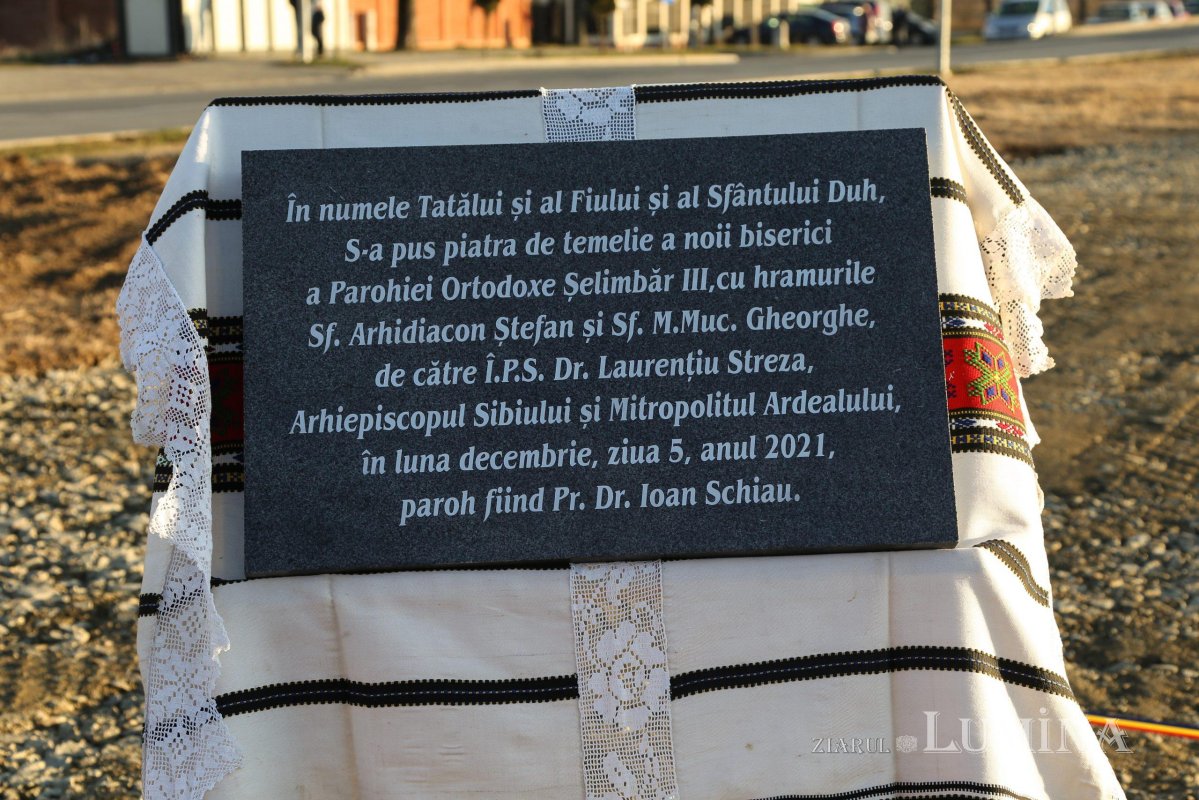 În numele Tatălui și al Fiului și al Sfântului Duh,
S-a pus piatra de temelie a noii biserici
a Parohiei Ortodoxe Șelimbăr III,cu hramurile
Sf. Arhidiacon Ștefan și Sf. M.Muc. Gheorghe,
de către Î.P.S. Dr. Laurențiu Streza,
Arhiepiscopul Sibiului și Mitropolitul Ardealului,
în luna decembrie, ziua 5, anul 2021,
paroh fiind Pr. Dr. Ioan Schiau.
ZIARUL LUMINA